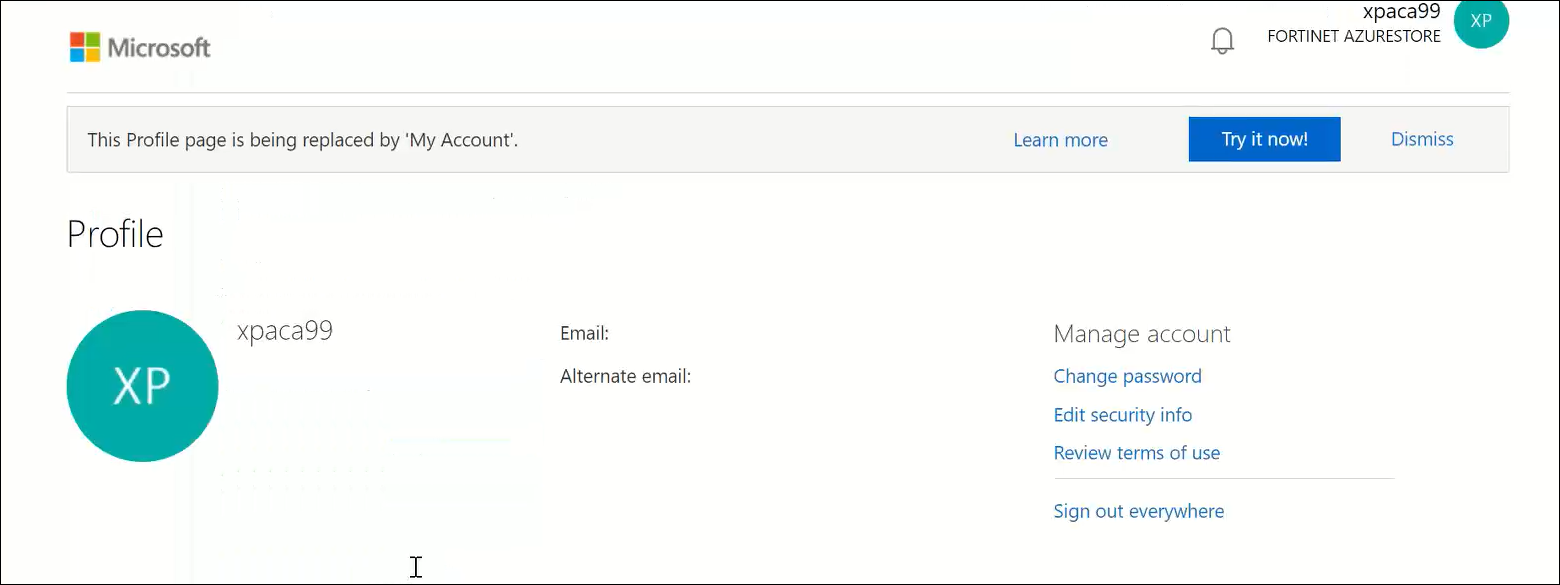 Microsoft
xpaca99
FORTINET AZURESTORE
XP
This Profile page is being replaced by 'My Account'.
Learn more
Try it now!
Dismiss
Profile
XP
xpaca99
Email:
Alternate email:
Manage account
Change password
Edit security info
Review terms of use
Sign out everywhere